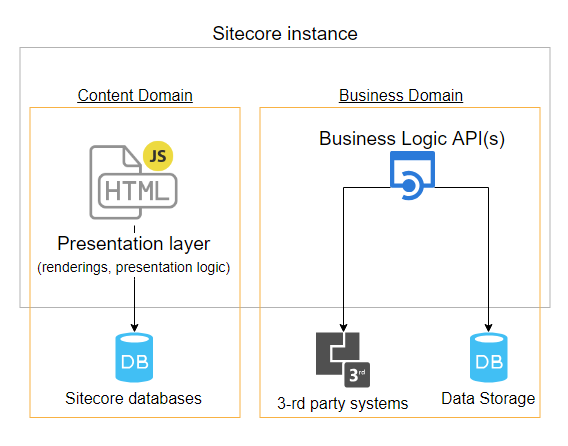 Sitecore instance
Content Domain
Business Domain
Business Logic API(s)
JS
HTML
Presentation layer
(renderings, presentation logic)
DB
3rd
DB
Sitecore databases
3-rd party systems
Data Storage